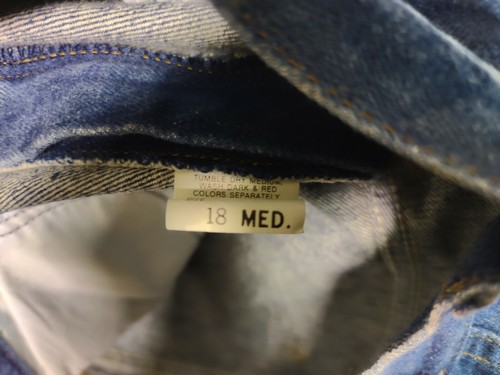 TUMBLE DRY MEDIUM.
WASH DARK & RED
COLORS SEPARATELY
18 MED.